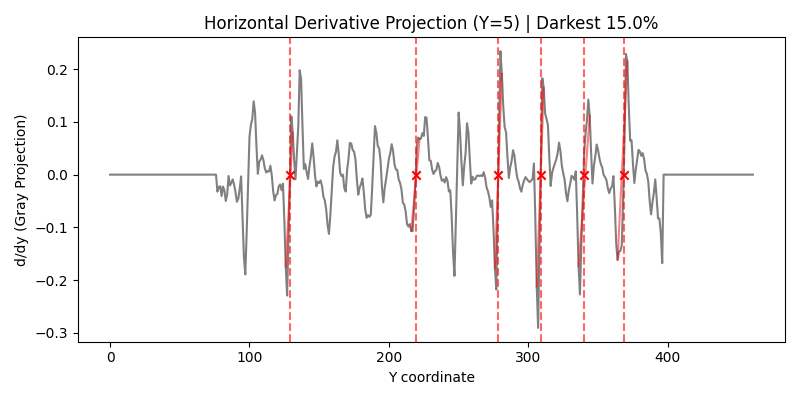 Horizontal Derivative Projection (Y=5) | Darkest 15.0%
d/dy (Gray Projection)
0.2
0.1
0.0
−0.1
−0.2
−0.3
0 100 200 300 400
Y coordinate